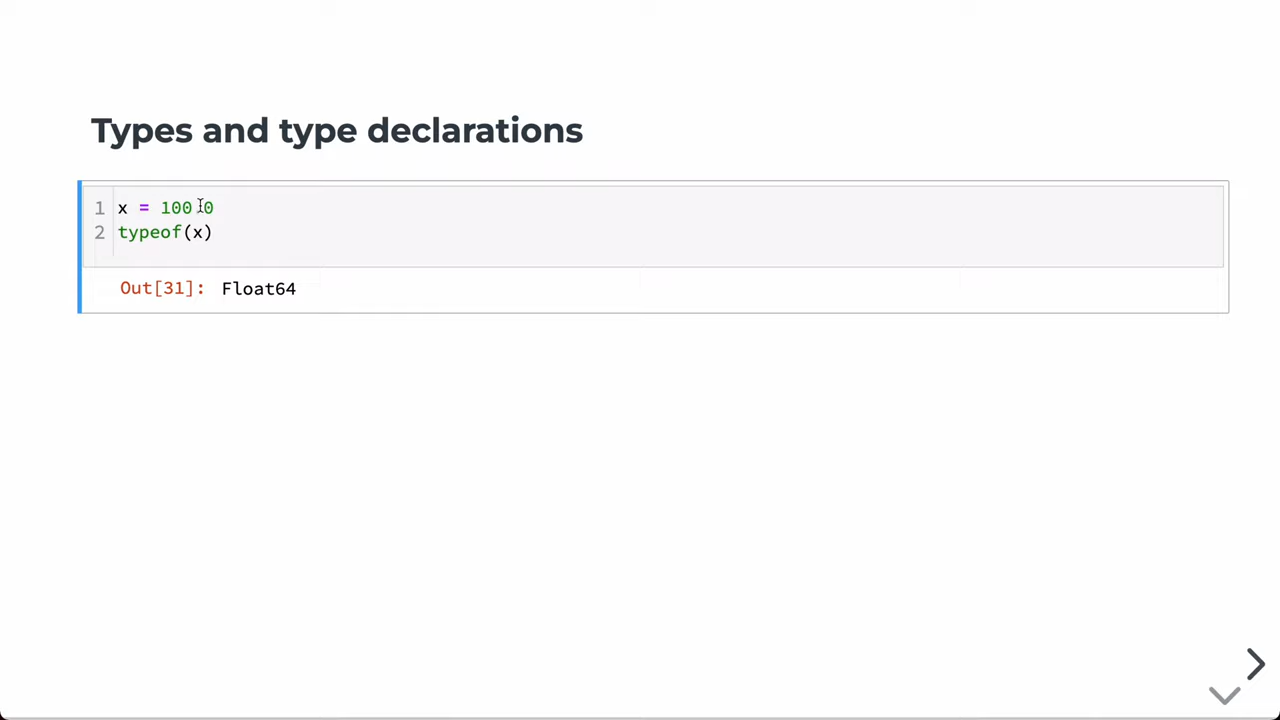 Types and type declarations
1 x = 100.0
2 typeof(x)
Out[31]: Float64